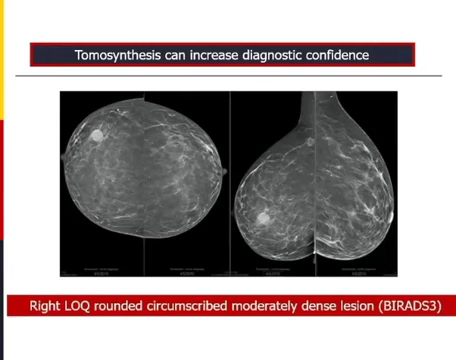 Tomosynthesis can increase diagnostic confidence
Right LOQ rounded circumscribed moderately dense lesion (BIRADS3)